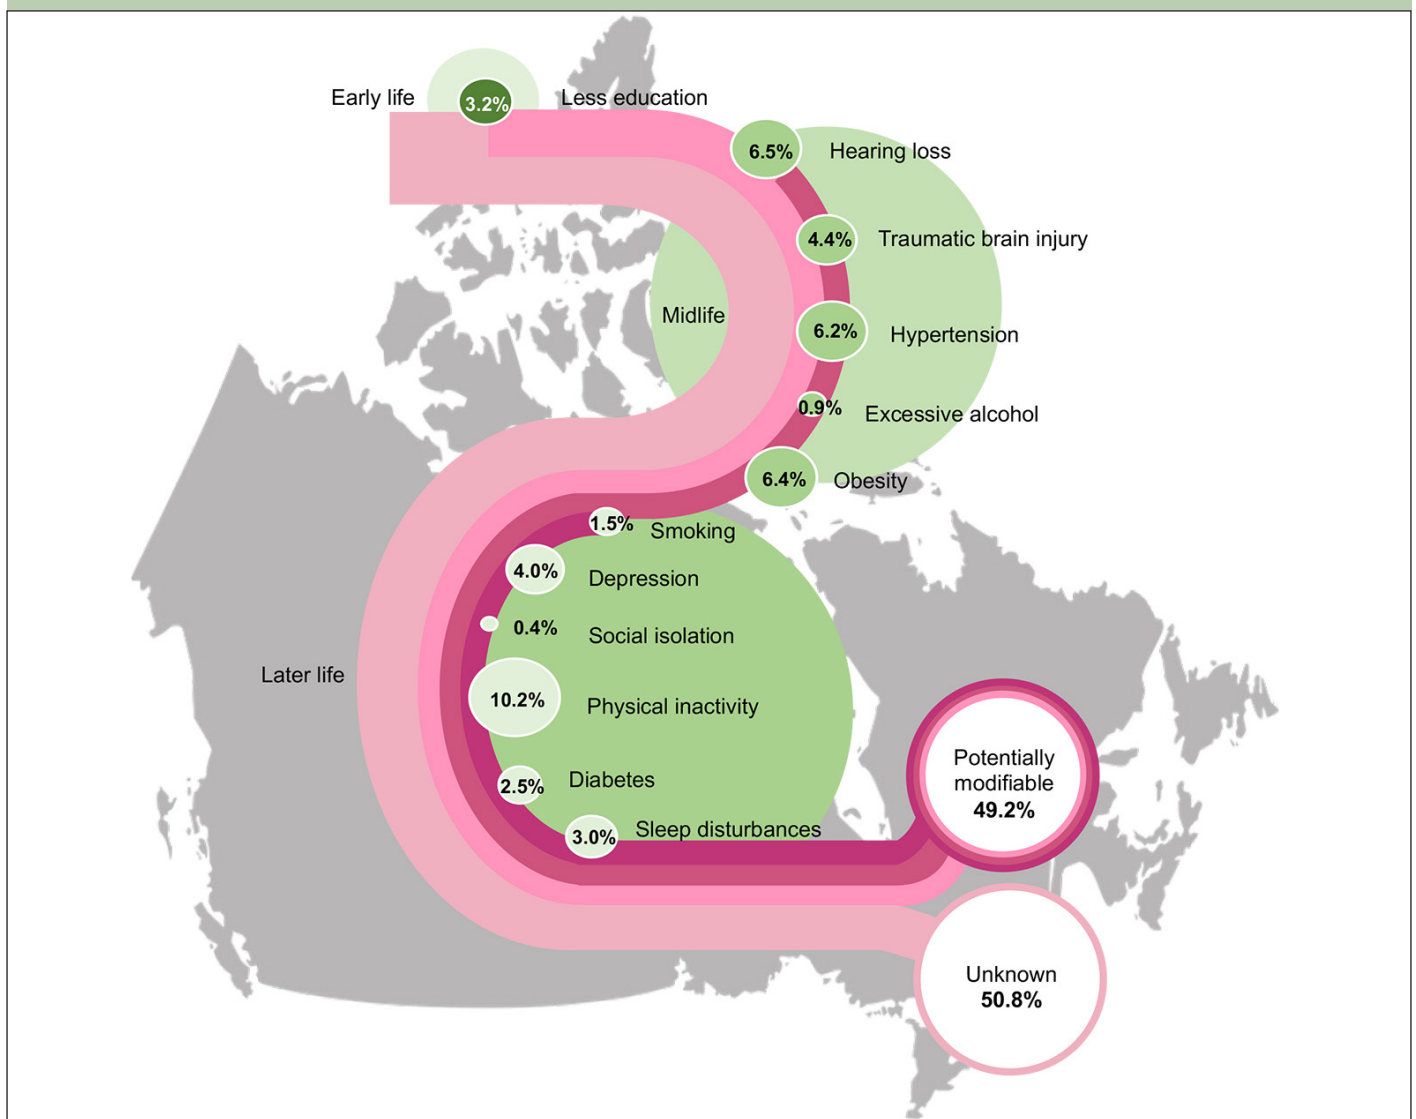 Early life
3.2%
Less education
6.5%
Hearing loss
4.4%
Traumatic brain injury
Midlife
6.2%
Hypertension
0.9%
Excessive alcohol
6.4%
Obesity
1.5%
Smoking
4.0%
Depression
0.4%
Social isolation
Later life
10.2%
Physical inactivity
2.5%
Diabetes
3.0%
Sleep disturbances
Potentially
modifiable
49.2%
Unknown
50.8%